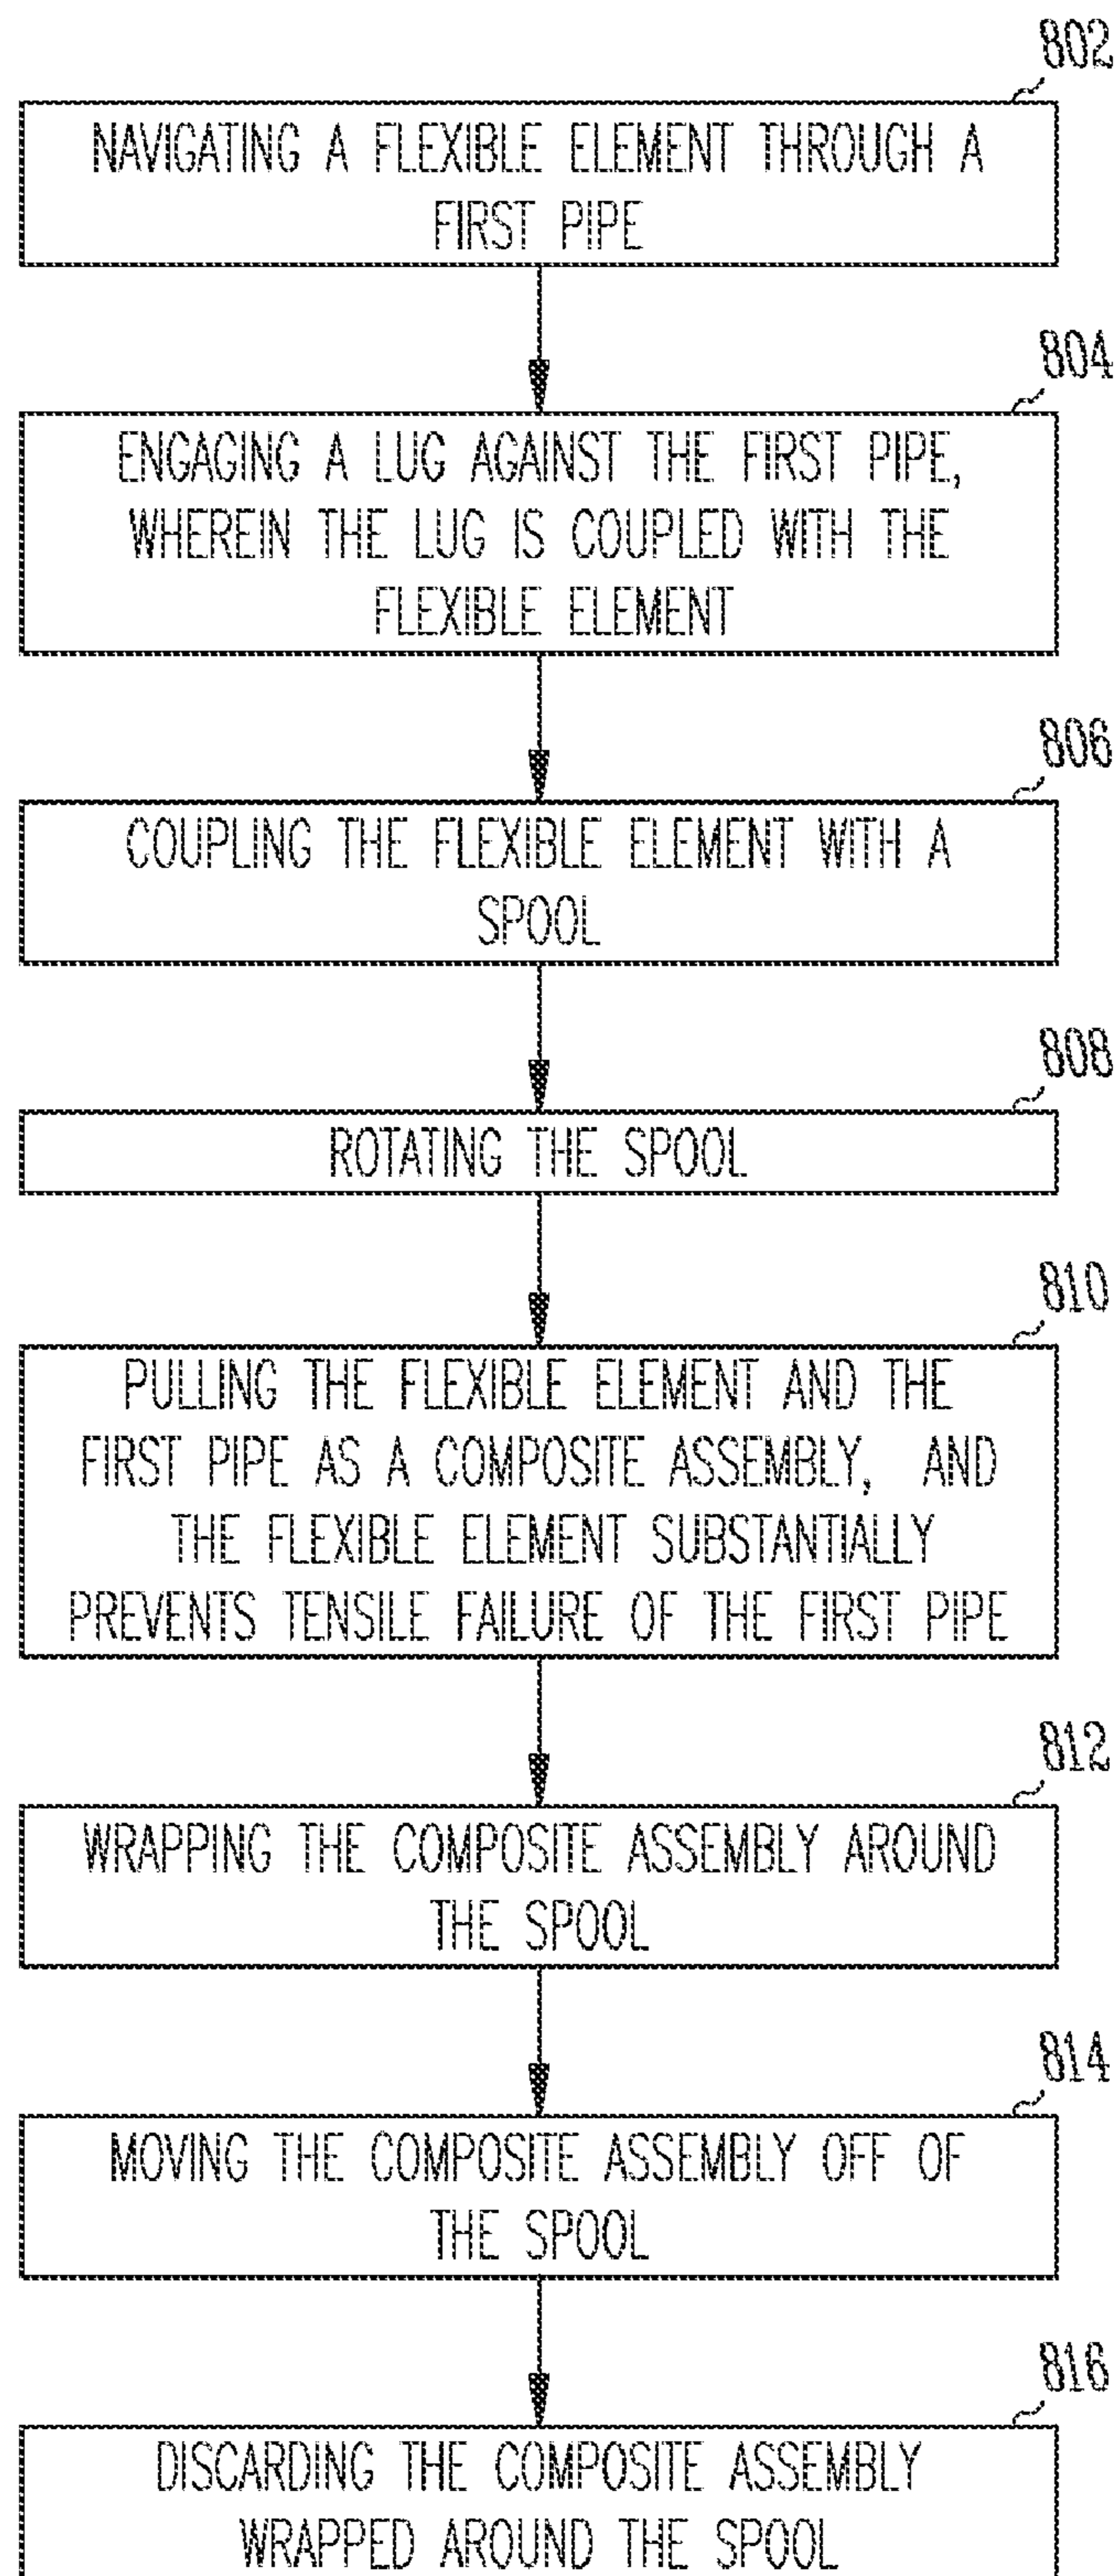 802
NAVIGATING A FLEXIBLE ELEMENT THROUGH A
FIRST PIPE
804
ENGAGING A LUG AGAINST THE FIRST PIPE,
WHEREIN THE LUG IS COUPLED WITH THE
FLEXIBLE ELEMENT
806
COUPLING THE FLEXIBLE ELEMENT WITH A
SPOOL
808
ROTATING THE SPOOL
810
PULLING THE FLEXIBLE ELEMENT AND THE
FIRST PIPE AS A COMPOSITE ASSEMBLY, AND
THE FLEXIBLE ELEMENT SUBSTANTIALLY
PREVENTS TENSILE FAILURE OF THE FIRST PIPE
812
WRAPPING THE COMPOSITE ASSEMBLY AROUND
THE SPOOL
814
MOVING THE COMPOSITE ASSEMBLY OFF OF
THE SPOOL
816
DISCARDING THE COMPOSITE ASSEMBLY
WRAPPED AROUND THE SPOOL